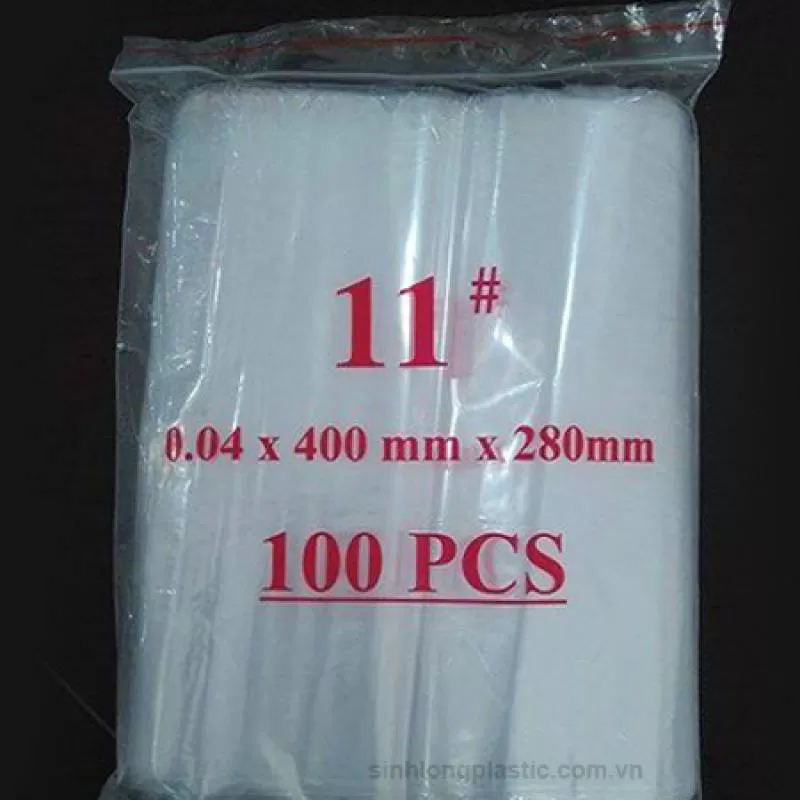 11#
0.04 x 400 mm x 280mm
100 PCS
sinhlongplastic.com.vn